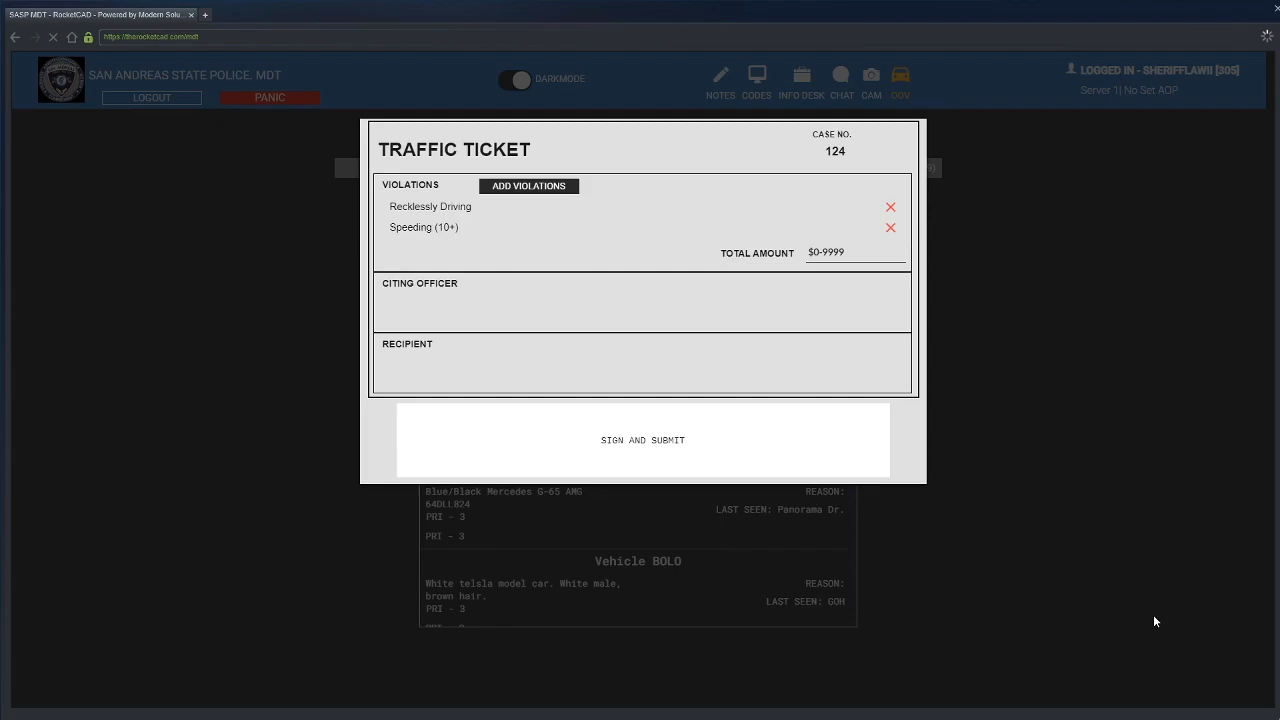 SASP MDT - RocketCAD - Powered by Modern Solu...
https://therocketcad.com/mdt
SAN ANDREAS STATE POLICE. MDT
LOGOUT
PANIC
DARKMODE
NOTES
CODES
INFO DESK
CHAT
CAM
ODV
LOGGED IN - SHERIFFLAWII [305]
Server 1| No Set AOP
TRAFFIC TICKET
CASE NO.
124
VIOLATIONS
ADD VIOLATIONS
Recklessly Driving
Speeding (10+)
TOTAL AMOUNT $0-9999
CITING OFFICER
RECIPIENT
SIGN AND SUBMIT
Blue/Black Mercedes G-65 AMG
64DLL824
PRI - 3
REASON:
LAST SEEN: Panorama Dr.
PRI - 3
Vehicle BOLO
White telsla model car. White male,
brown hair.
PRI - 3
REASON:
LAST SEEN: GOH